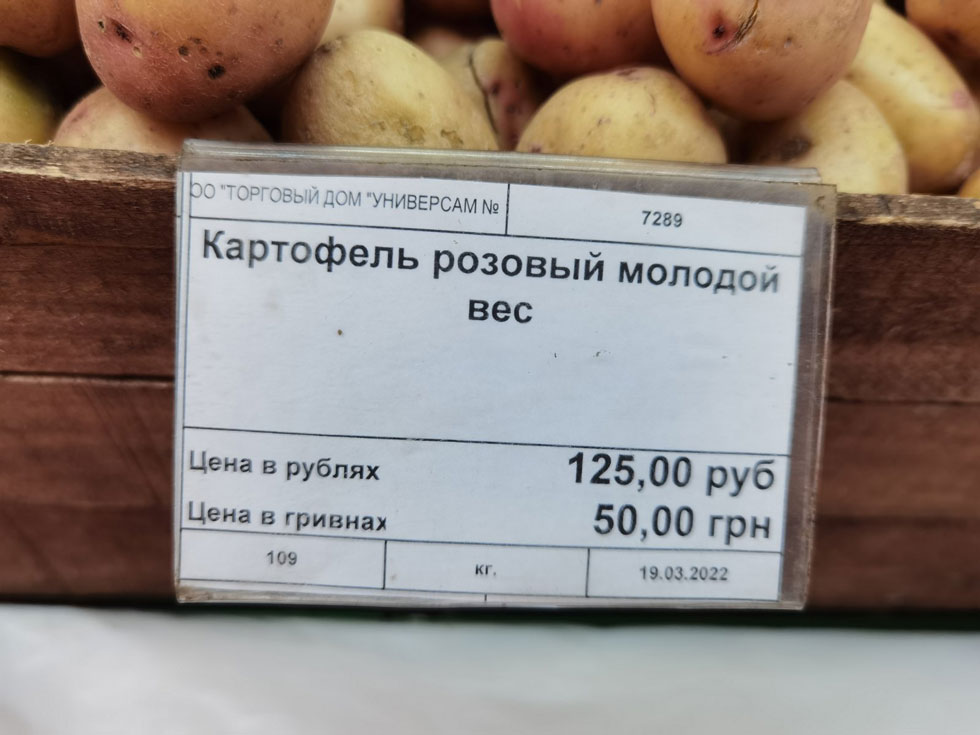 ОО "ТОРГОВЫЙ ДОМ "УНИВЕРСАМ №
7289
Картофель розовый молодой
вес
Цена в рублях 125,00 руб
Цена в гривнах 50,00 грн
109 кг. 19.03.2022